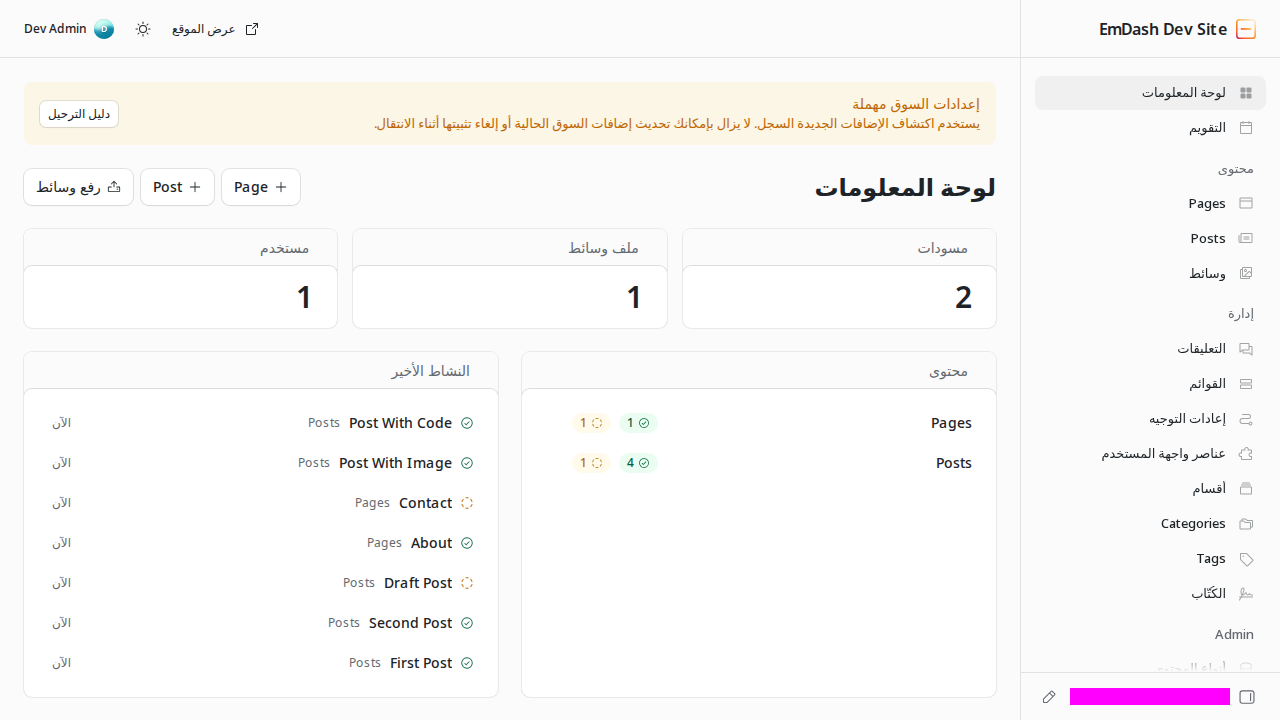 EmDash Dev Site
لوحة المعلومات
التقويم
محتوى
Pages
Posts
وسائط
إدارة
التعليقات
القوائم
إعادات التوجيه
عناصر واجهة المستخدم
أقسام
Categories
Tags
الكُتّاب
Admin
أنواع المحتوى
عرض الموقع
D
Dev Admin
إعدادات السوق مهملة
يستخدم اكتشاف الإضافات الجديدة السجل. لا يزال بإمكانك تحديث إضافات السوق الحالية أو إلغاء تثبيتها أثناء الانتقال.
دليل الترحيل
لوحة المعلومات
Page
Post
رفع وسائط
مسودات
2
ملف وسائط
1
مستخدم
1
محتوى
Pages 1 1
Posts 4 1
النشاط الأخير
Post With Code Posts الآن
Post With Image Posts الآن
Contact Pages الآن
About Pages الآن
Draft Post Posts الآن
Second Post Posts الآن
First Post Posts الآن